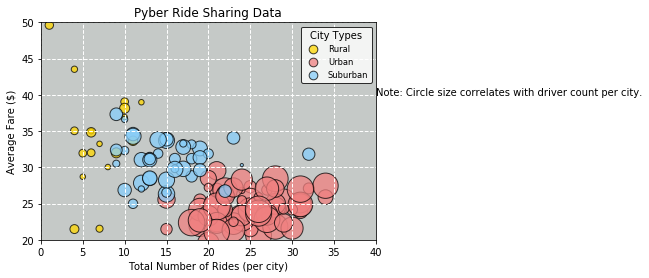 Pyber Ride Sharing Data
50
45
40
35
30
25
20
Average Fare ($)
City Types
Rural
Urban
Suburban
Note: Circle size correlates with driver count per city.
0 5 10 15 20 25 30 35 40
Total Number of Rides (per city)